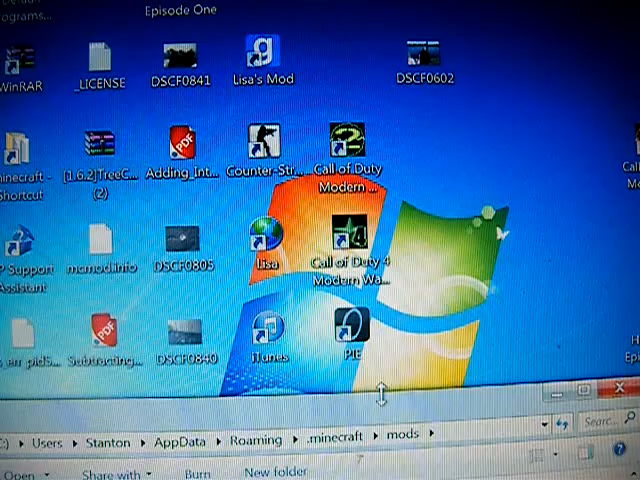 Episode One
WinRAR
_LICENSE
DSCF0841
Lisa's Mod
DSCF0602
Shortcut
[1.6.2]TreeC...
(2)
Adding_Int...
Counter-Str...
Call of Duty
Modern ...
Support
Assistant
mcmod.info
DSCF0805
Lisa
Call of Duty 4
Modern Wa...
Subtracting...
DSCF0840
iTunes
PIE
Users
Stanton
AppData
Roaming
.minecraft
mods
Searc...
Open
Share with
Burn
New folder